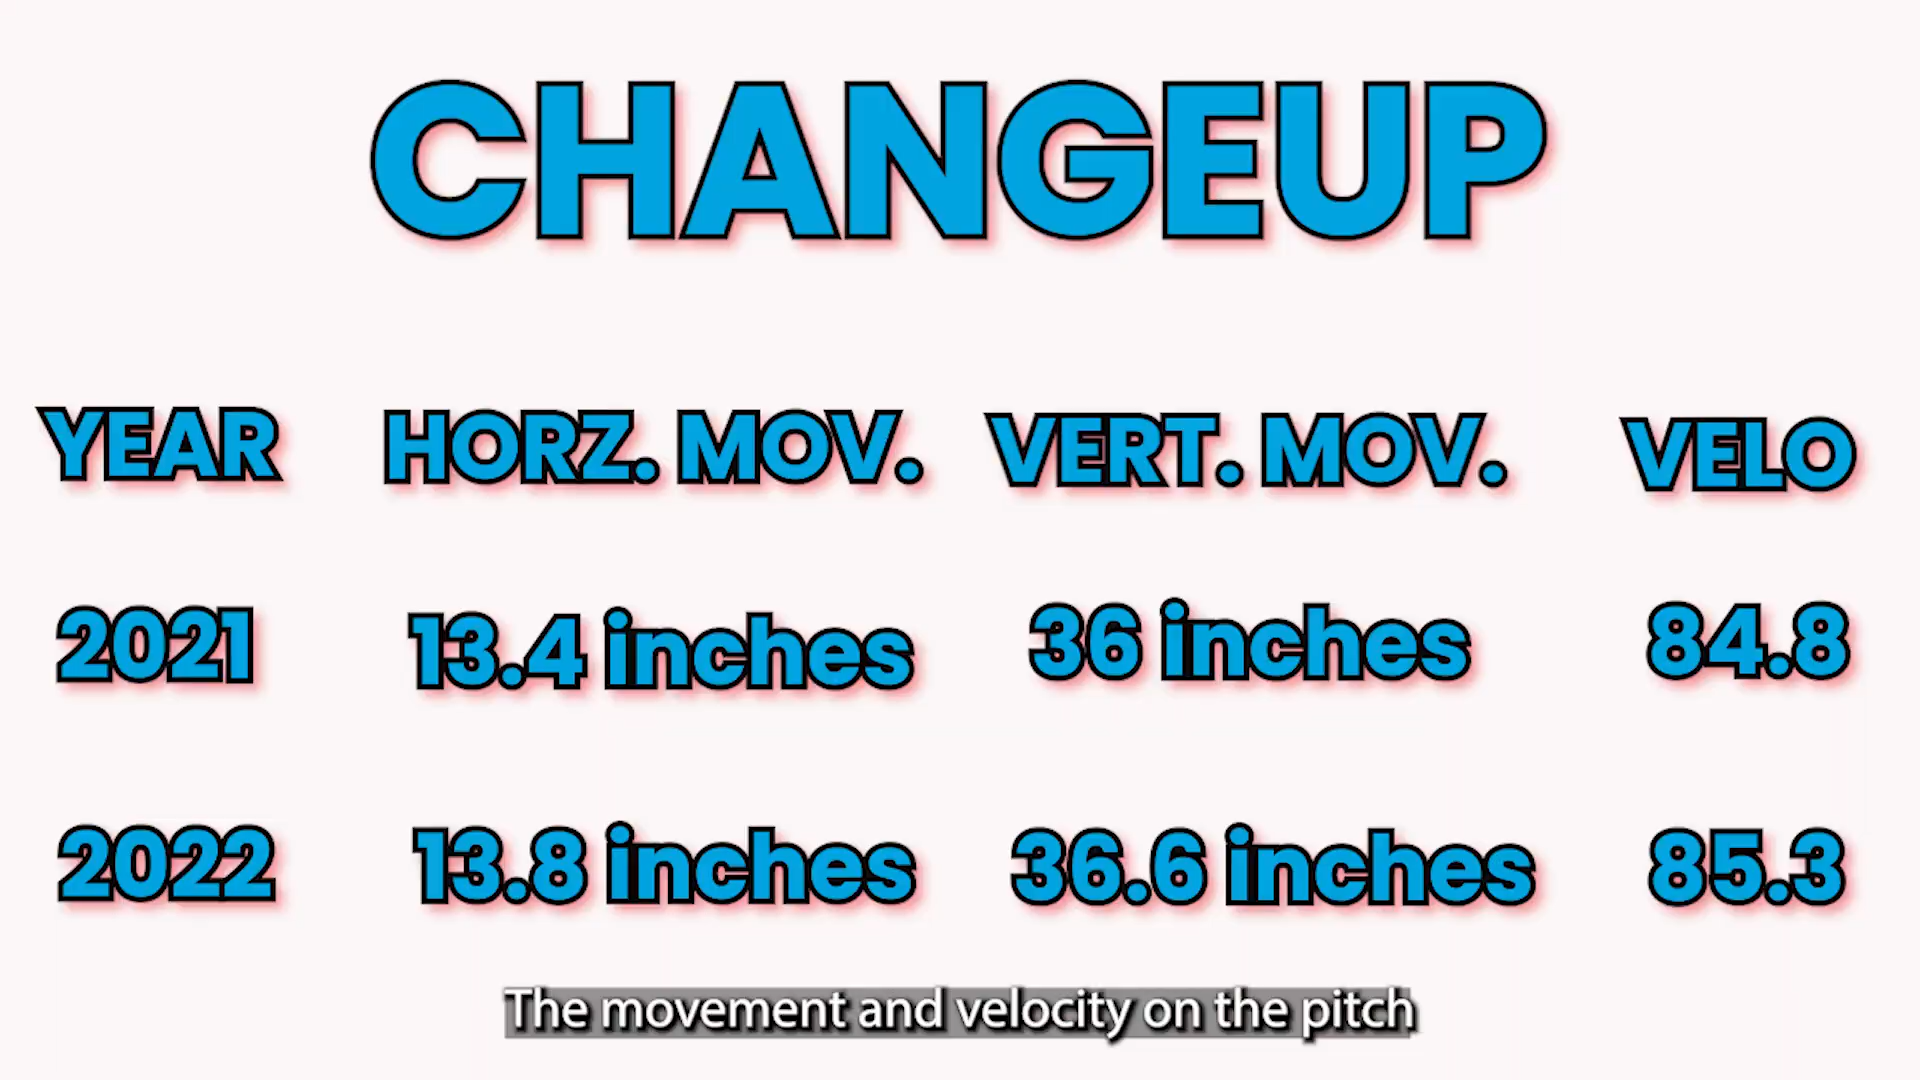 CHANGEUP
YEAR HORZ. MOV. VERT. MOV. VELO
2021 13.4 inches 36 inches 84.8
2022 13.8 inches 36.6 inches 85.3
The movement and velocity on the pitch